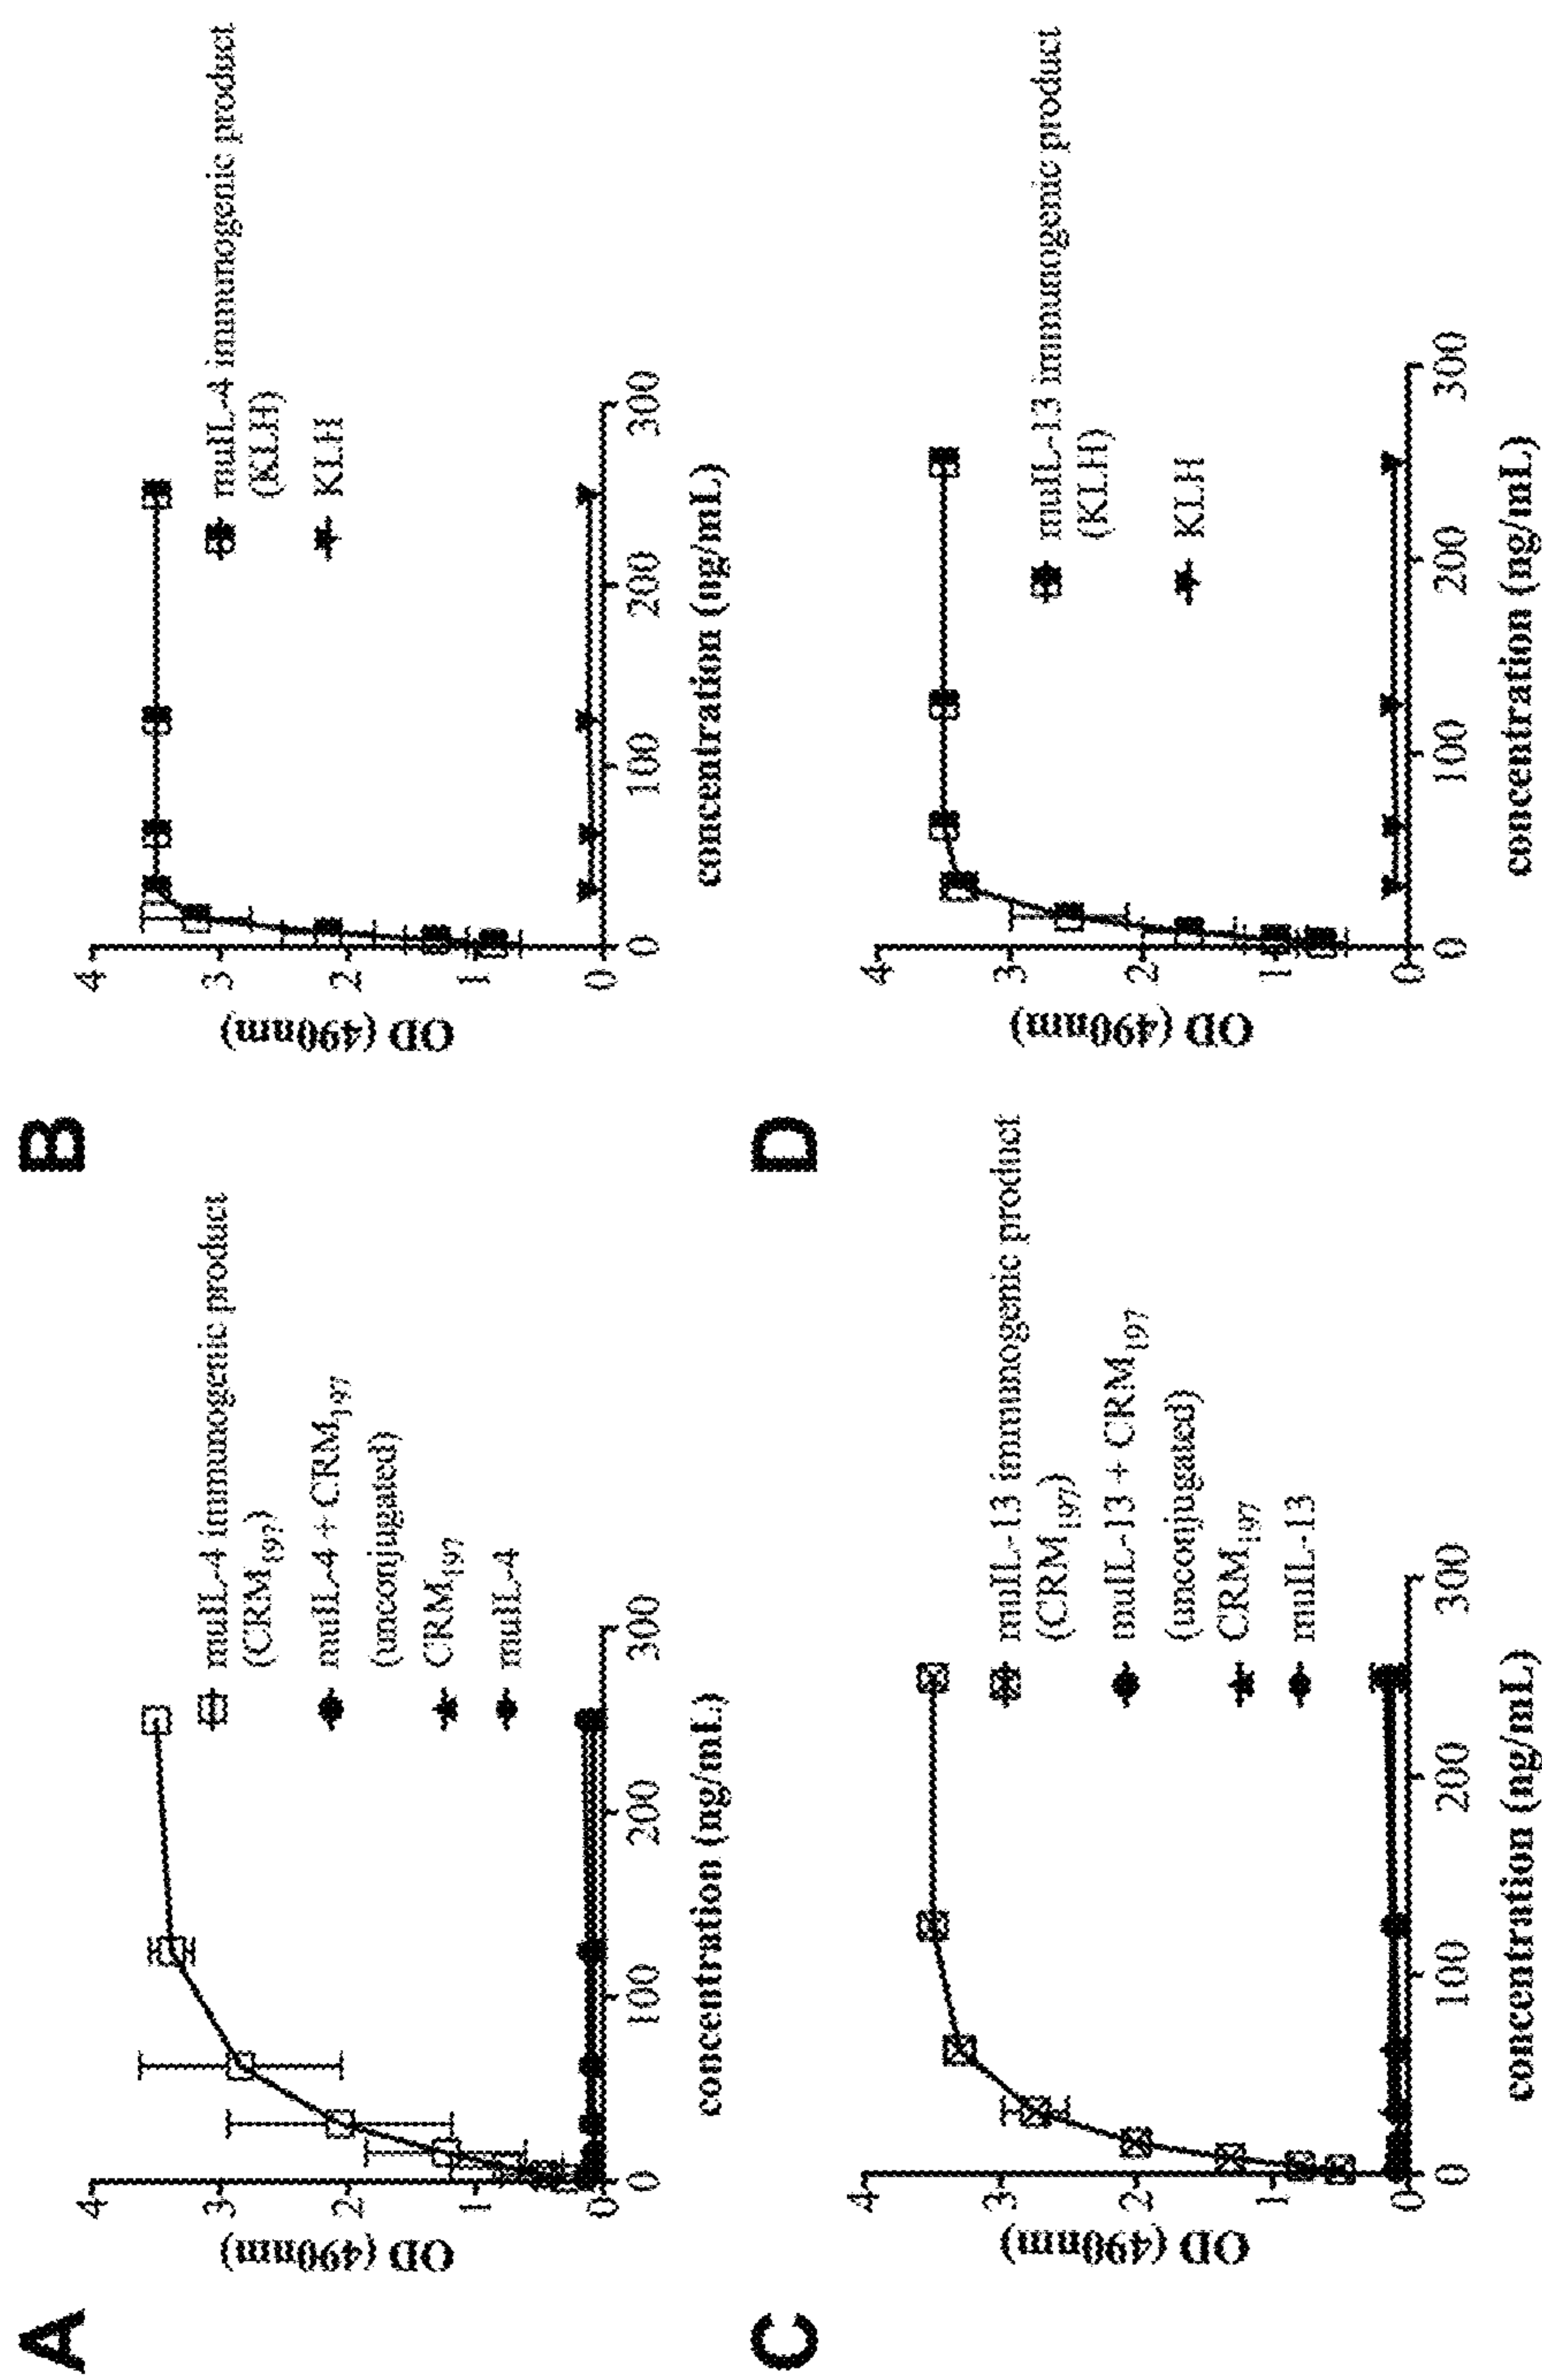 A
OD (490nm)
4
3
2
1
0
0
100
200
300
concentration (ng/mL)
muIL-4 immunogenic product
(CRM197)
muIL-4 + CRM197
(unconjugated)
CRM197
muIL-4
B
OD (490nm)
4
3
2
1
0
0
100
200
300
concentration (ng/mL)
muIL-4 immunogenic product
(KLH)
KLH
C
OD (490nm)
4
3
2
1
0
0
100
200
300
concentration (ng/mL)
muIL-13 immunogenic product
(CRM197)
muIL-13 + CRM197
(unconjugated)
CRM197
muIL-13
D
OD (490nm)
4
3
2
1
0
0
100
200
300
concentration (ng/mL)
muIL-13 immunogenic product
(KLH)
KLH